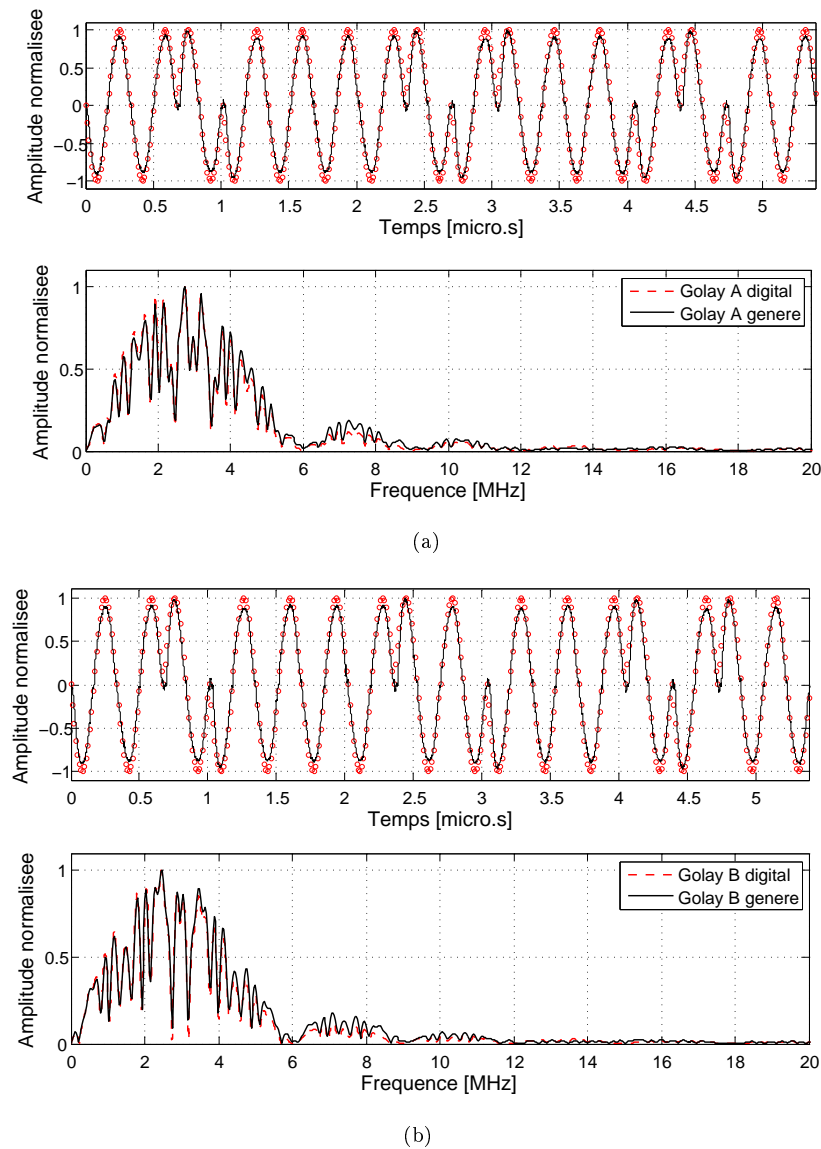 Amplitude normalisee
1
0.5
0
−0.5
−1
0 0.5 1 1.5 2 2.5 3 3.5 4 4.5 5
Temps [micro.s]
Amplitude normalisee
1
0.5
0
Golay A digital
Golay A genere
0 2 4 6 8 10 12 14 16 18 20
Frequence [MHz]
(a)
Amplitude normalisee
1
0.5
0
−0.5
−1
0 0.5 1 1.5 2 2.5 3 3.5 4 4.5 5
Temps [micro.s]
Amplitude normalisee
1
0.5
0
Golay B digital
Golay B genere
0 2 4 6 8 10 12 14 16 18 20
Frequence [MHz]
(b)